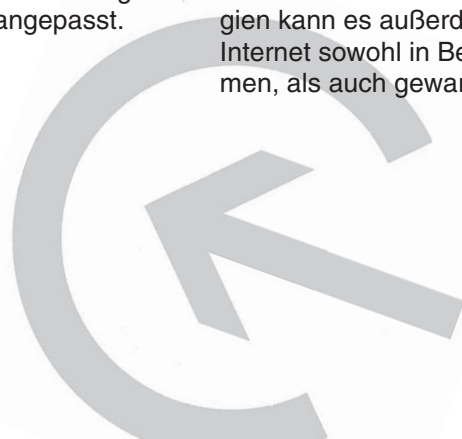 angepasst.
gien kann es außerd
Internet sowohl in Be
men, als auch gewar